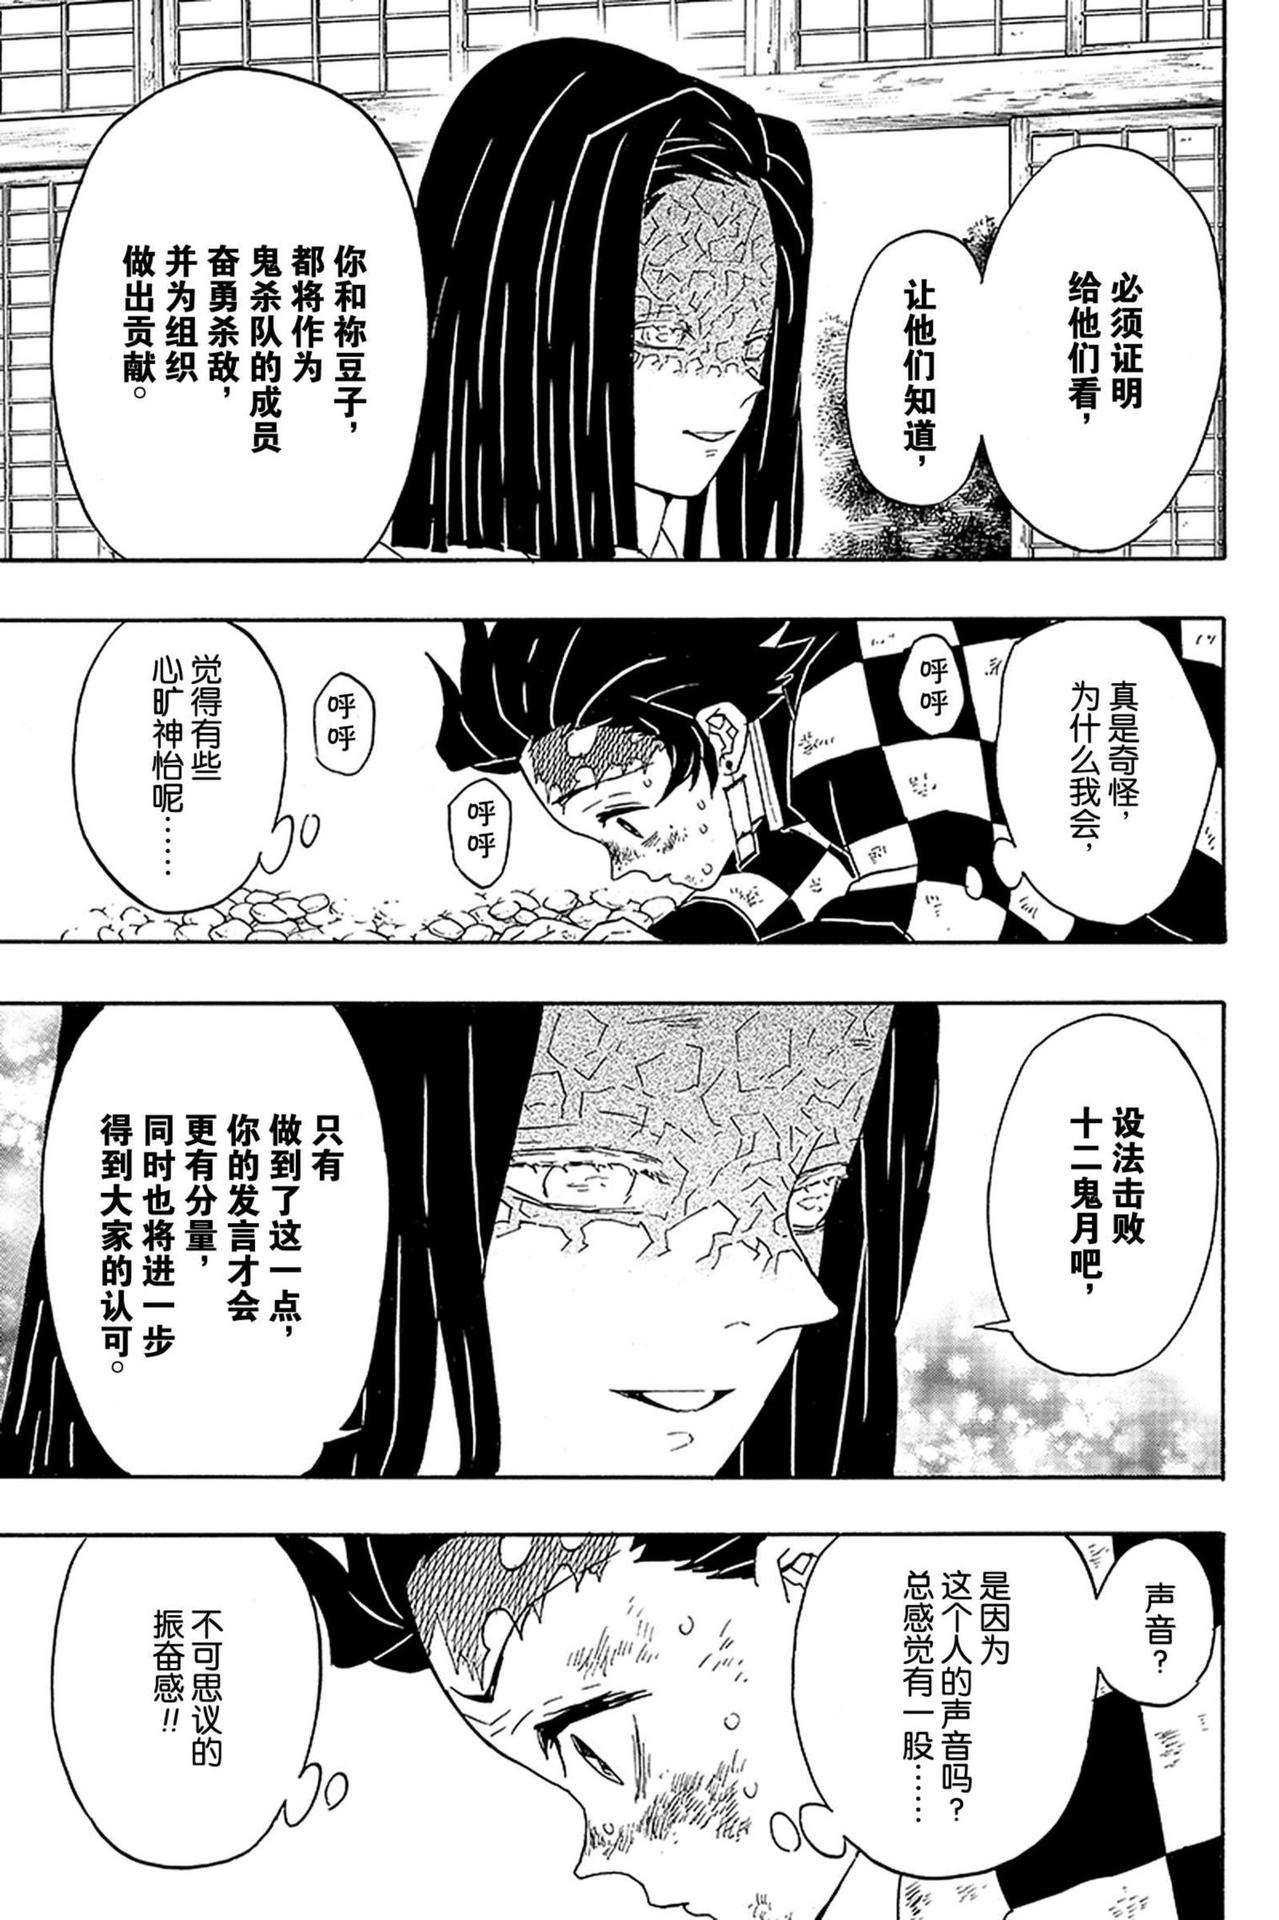 必须证明
给他们看，
让他们知道，
你和祢豆子，
都将作为
鬼杀队的成员
奋勇杀敌，
并为组织
做出贡献。
真是奇怪，
为什么我会，
呼呼
呼呼
呼呼
觉得有些
心旷神怡呢……
设法击败
十二鬼月吧，
只有
做到了这一点，
你的发言才会
更有分量，
同时也将进一步
得到大家的认可。
声音？
是因为
这个人的声音吗？
总感觉有一股……
不可思议的
振奋感!!